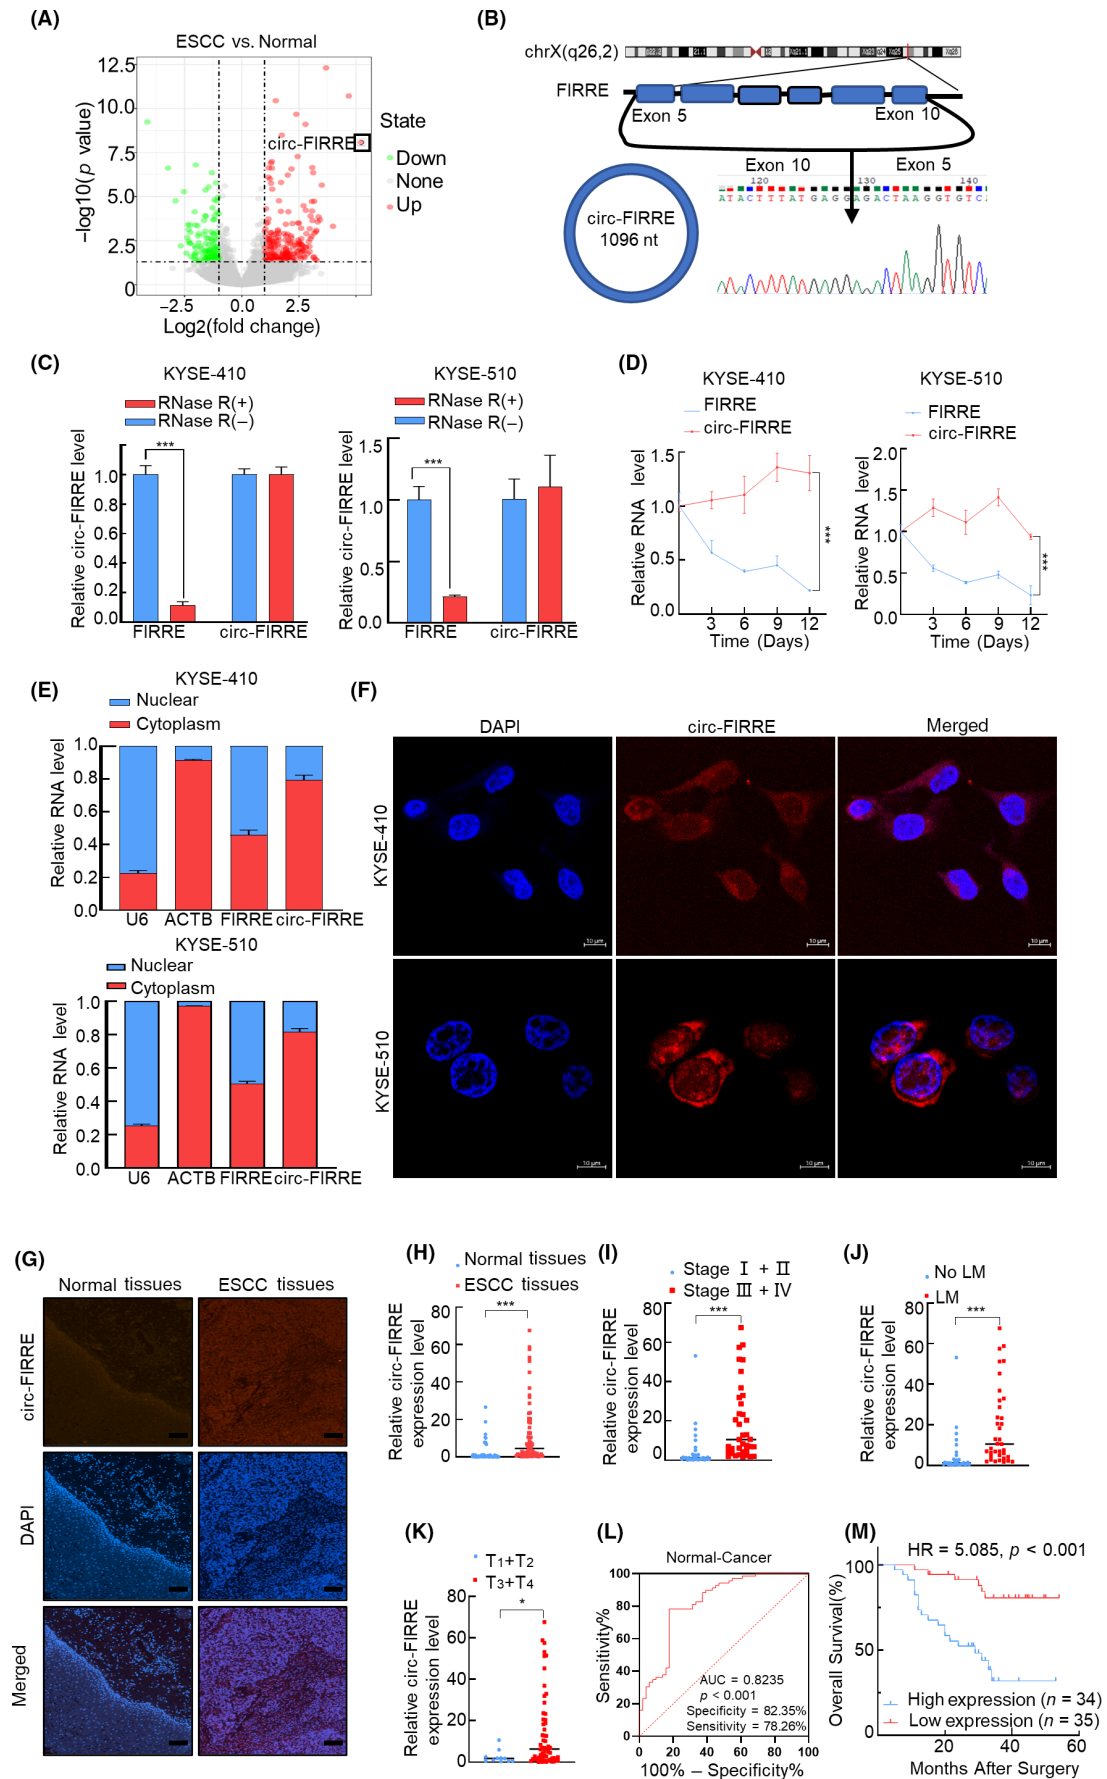 (A)
ESCC vs. Normal
12.5
10.0
7.5
5.0
2.5
0
−log10(p value)
circ-FIRRE
−2.5
0.0
2.5
Log2(fold change)
State
Down
None
Up
(B)
chrX(q26,2)
FIRRE
Exon 5
Exon 10
Exon 10
Exon 5
120
130
140
ATACTTTATGAGGAGACTAAGGTGTC
circ-FIRRE
1096 nt
(C)
KYSE-410
RNase R(+)
RNase R(−)
Relative circ-FIRRE level
1.0
0.8
0.6
0.4
0.2
0.0
***
FIRRE
circ-FIRRE
KYSE-510
RNase R(+)
RNase R(−)
Relative circ-FIRRE level
1.5
1.0
0.5
0.0
***
FIRRE
circ-FIRRE
(D)
KYSE-410
FIRRE
circ-FIRRE
Relative RNA level
1.5
1.0
0.5
0.0
***
3 6 9 12
Time (Days)
KYSE-510
FIRRE
circ-FIRRE
Relative RNA level
2.0
1.5
1.0
0.5
0.0
***
3 6 9 12
Time (Days)
(E)
KYSE-410
Nuclear
Cytoplasm
Relative RNA level
1.0
0.8
0.6
0.4
0.2
0.0
U6 ACTB FIRRE circ-FIRRE
KYSE-510
Nuclear
Cytoplasm
Relative RNA level
1.0
0.8
0.6
0.4
0.2
0.0
U6 ACTB FIRRE circ-FIRRE
(F)
DAPI
circ-FIRRE
Merged
KYSE-410
10 μm
10 μm
10 μm
KYSE-510
10 μm
10 μm
10 μm
(G)
Normal tissues
ESCC tissues
circ-FIRRE
DAPI
Merged
(H)
Normal tissues
ESCC tissues
Relative circ-FIRRE
expression level
80
60
40
20
0
***
(I)
Stage Ⅰ + Ⅱ
Stage Ⅲ + Ⅳ
Relative circ-FIRRE
expression level
80
60
40
20
0
***
(J)
No LM
LM
Relative circ-FIRRE
expression level
80
60
40
20
0
***
(K)
T1+T2
T3+T4
Relative circ-FIRRE
expression level
80
60
40
20
0
*
(L)
Normal-Cancer
Sensitivity%
100
80
60
40
20
0
AUC = 0.8235
p < 0.001
Specificity = 82.35%
Sensitivity = 78.26%
0 20 40 60 80 100
100% − Specificity%
(M)
HR = 5.085, p < 0.001
Overall Survival(%)
100
50
0
High expression (n = 34)
Low expression (n = 35)
20 40 60
Months After Surgery